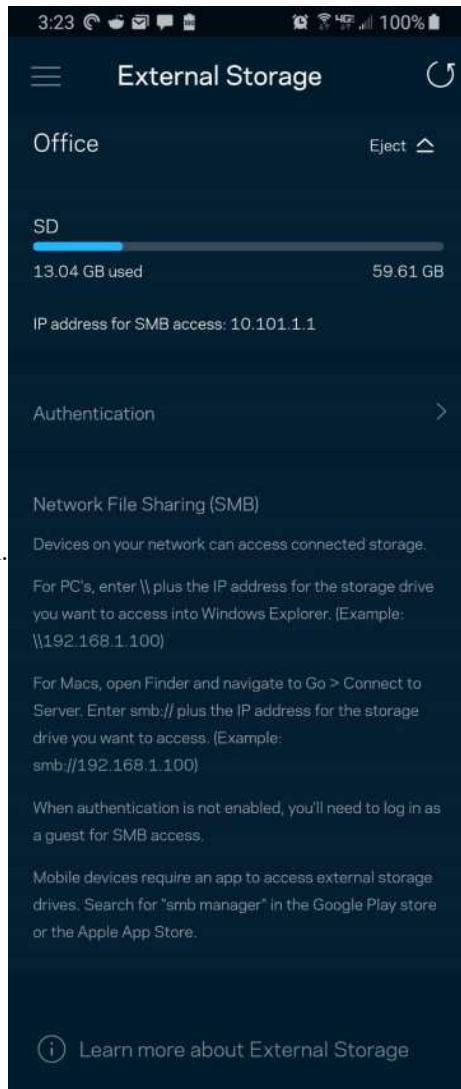 3:23 4GE 100%
External Storage
Office Eject
SD
13.04 GB used 59.61 GB
IP address for SMB access: 10.101.1.1
Authentication
Network File Sharing (SMB)
Devices on your network can access connected storage.
For PC's, enter \\ plus the IP address for the storage drive
you want to access into Windows Explorer. (Example:
\\192.168.1.100)
For Macs, open Finder and navigate to Go > Connect to
Server. Enter smb:// plus the IP address for the storage
drive you want to access. (Example:
smb://192.168.1.100)
When authentication is not enabled, you'll need to log in as
a guest for SMB access.
Mobile devices require an app to access external storage
drives. Search for "smb manager" in the Google Play store
or the Apple App Store.
Learn more about External Storage